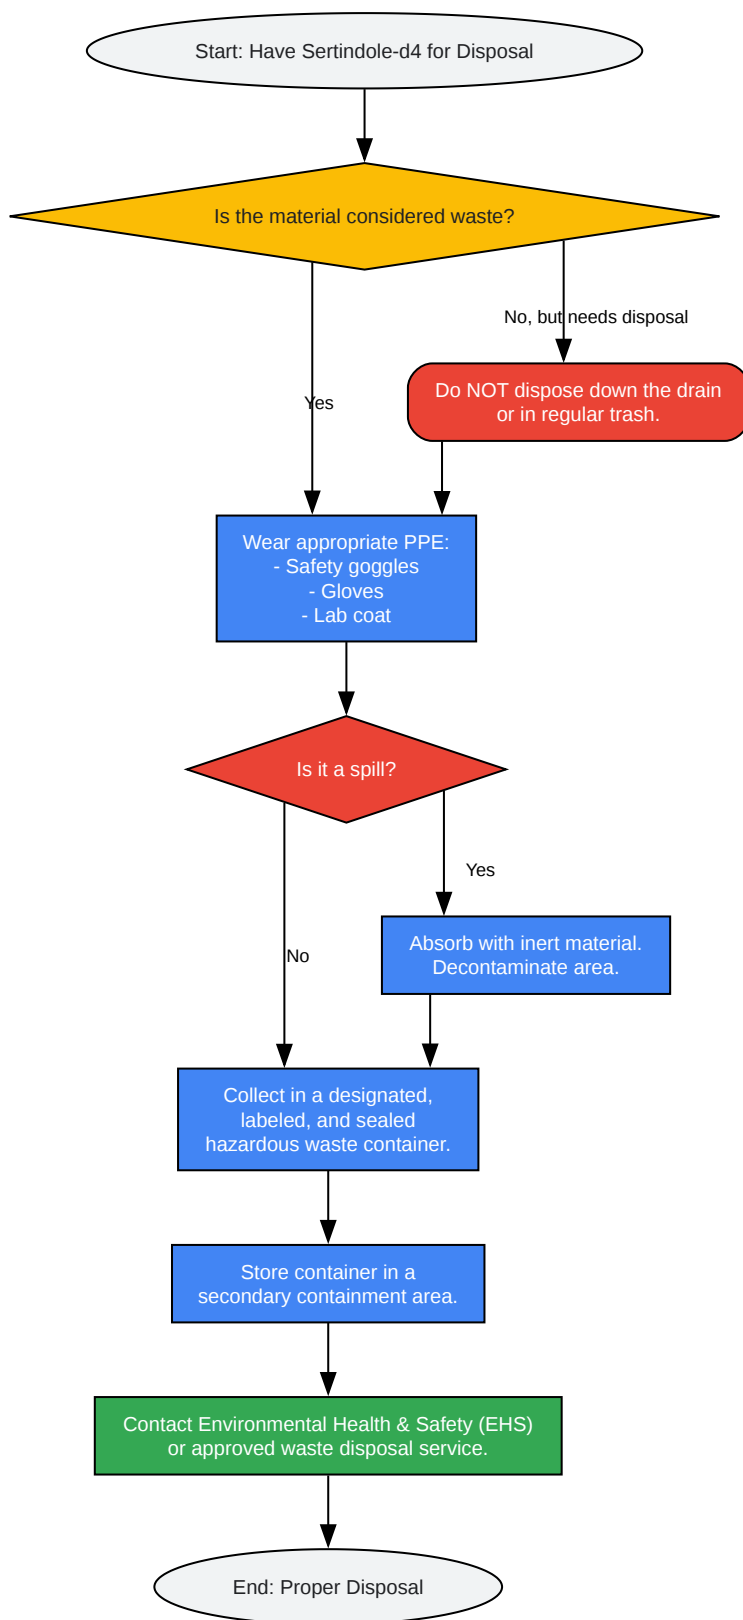 Start: Have Sertindole-d4 for Disposal
Is the material considered waste?
No, but needs disposal
Do NOT dispose down the drain
or in regular trash.
Yes
Wear appropriate PPE:
- Safety goggles
- Gloves
- Lab coat
Is it a spill?
Yes
Absorb with inert material.
Decontaminate area.
No
Collect in a designated,
labeled, and sealed
hazardous waste container.
Store container in a
secondary containment area.
Contact Environmental Health & Safety (EHS)
or approved waste disposal service.
End: Proper Disposal